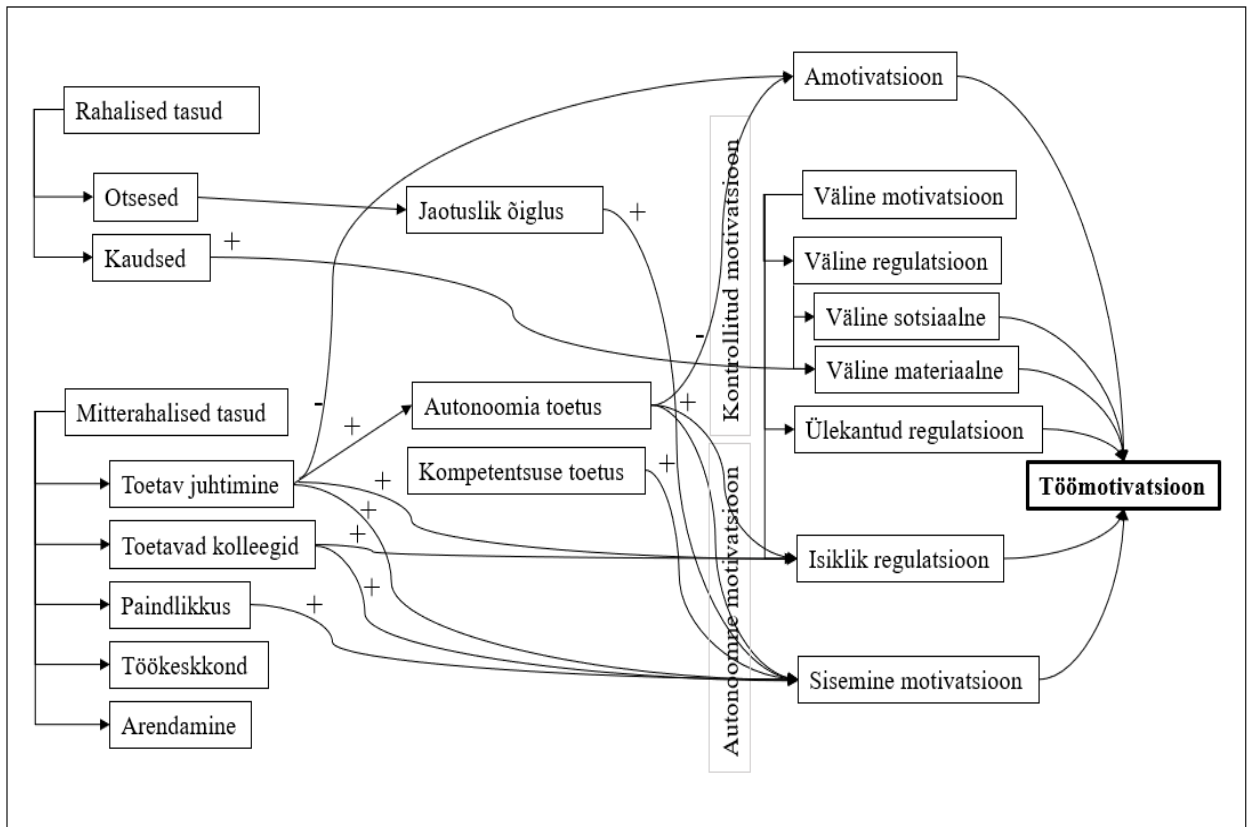 Rahalised tasud
Otsesed
Kaudsed
+
Mitterahalised tasud
Toetav juhtimine
Toetavad kolleegid
Paindlikkus
Töökeskkond
Arendamine
-
+
+
+
+
+
+
Jaotuslik õiglus
+
Autonoomia toetus
+
Kompetentsuse toetus
+
-
Kontrollitud motivatsioon
Autonoomne motivatsioon
Amotivatsioon
Väline motivatsioon
Väline regulatsioon
Väline sotsiaalne
Väline materiaalne
Ülekantud regulatsioon
Isiklik regulatsioon
Sisemine motivatsioon
Töömotivatsioon